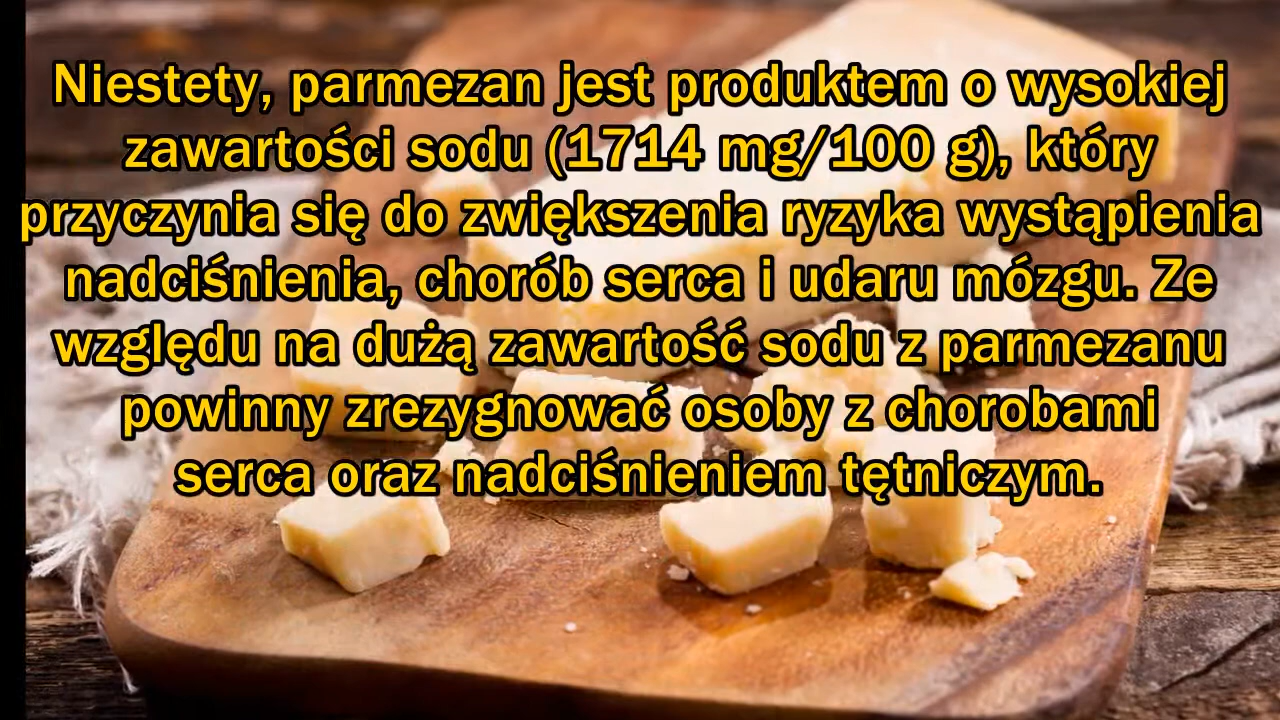 Niestety, parmezan jest produktem o wysokiej
zawartości sodu (1714 mg/100 g), który
przyczynia się do zwiększenia ryzyka wystąpienia
nadciśnienia, chorób serca i udaru mózgu. Ze
względu na dużą zawartość sodu z parmezanu
powinny zrezygnować osoby z chorobami
serca oraz nadciśnieniem tętniczym.